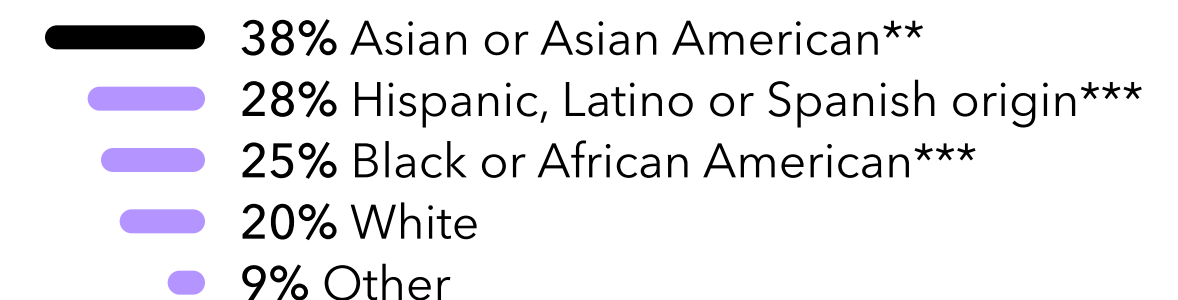 38% Asian or Asian American**
28% Hispanic, Latino or Spanish origin***
25% Black or African American***
20% White
9% Other